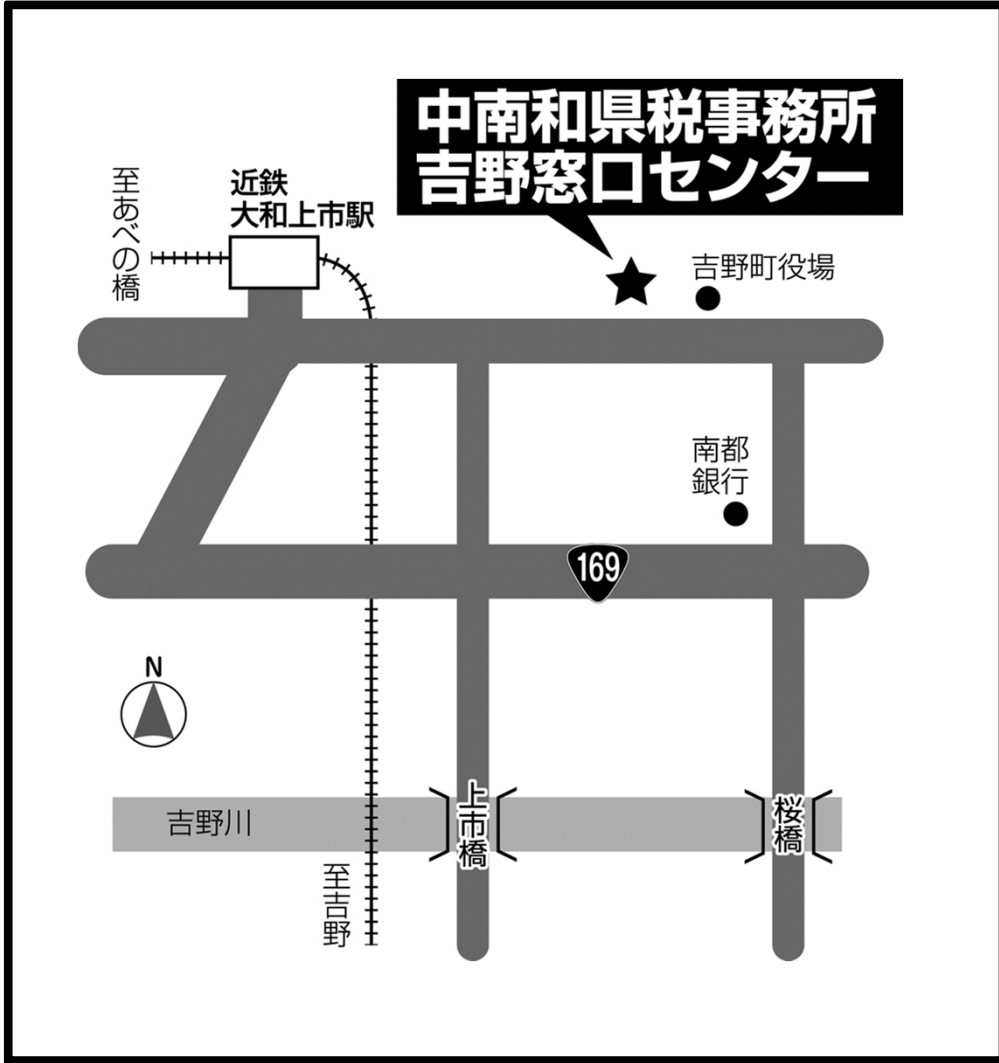 中南和県税事務所
吉野窓口センター
近鉄
大和上市駅
至あべの橋
吉野町役場
南都
銀行
169
N
吉野川
上市橋
桜橋
至吉野